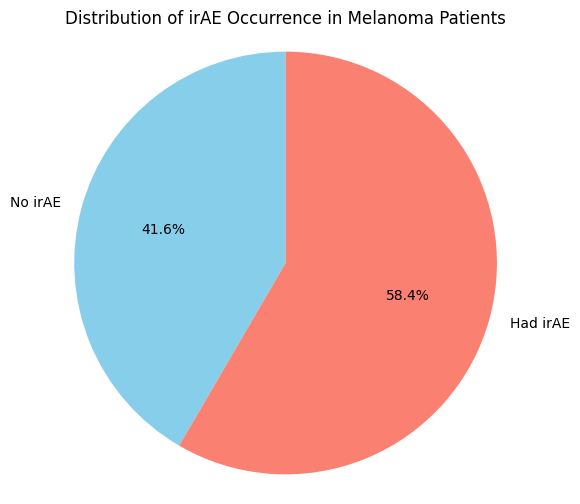 Distribution of irAE Occurrence in Melanoma Patients
No irAE
41.6%
58.4%
Had irAE